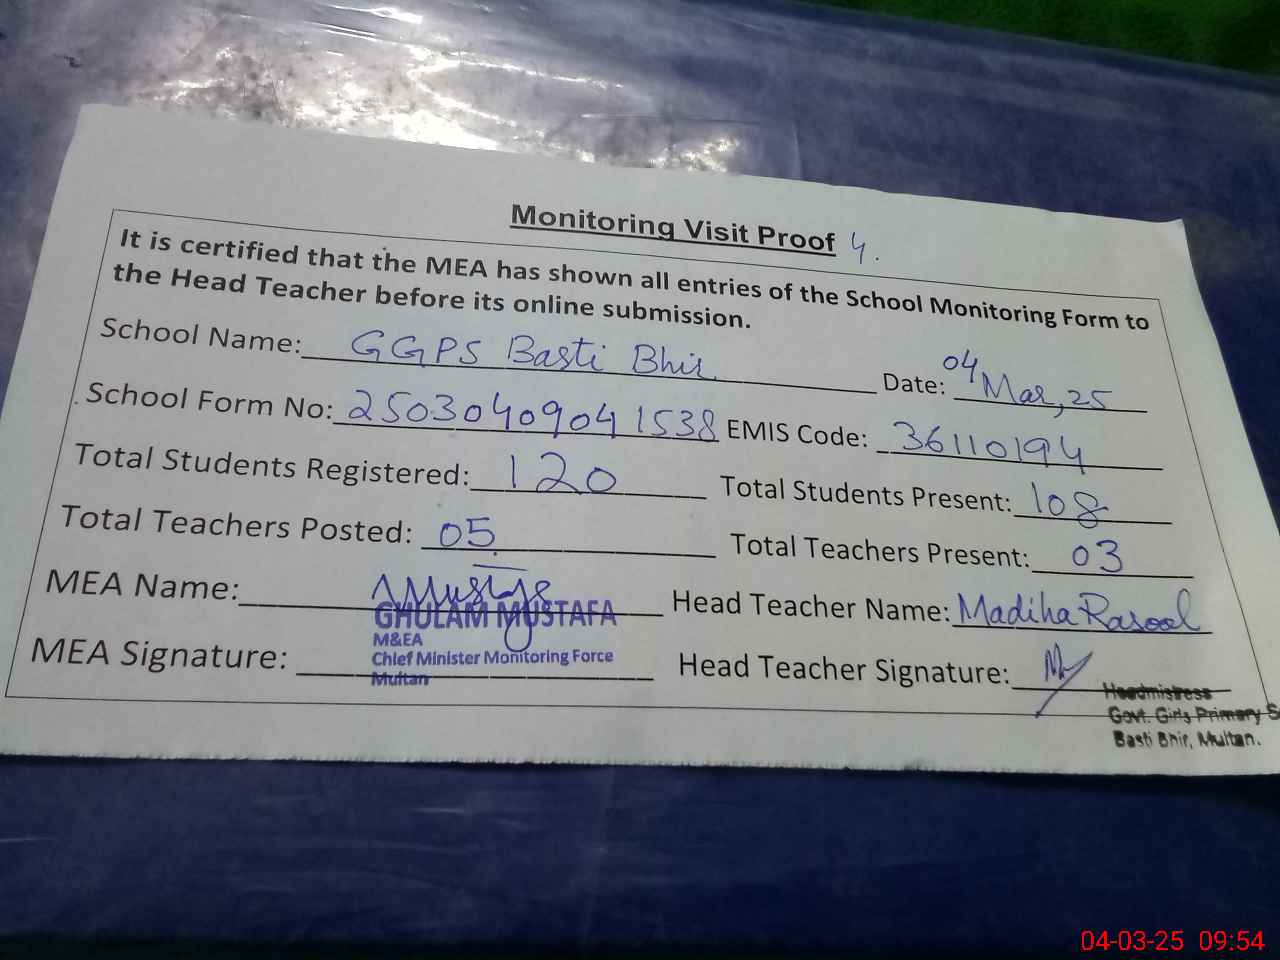 Monitoring Visit Proof 4.
It is certified that the MEA has shown all entries of the School Monitoring Form to
the Head Teacher before its online submission.
School Name: GGPS Basti Bhir Date: 04 Mar, 25
School Form No: 25030409041538 EMIS Code: 36110194
Total Students Registered: 120 Total Students Present: 108
Total Teachers Posted: 05 Total Teachers Present: 03
MEA Name: Head Teacher Name: Madiha Rasool
GHULAM MUSTAFA
M&EA
Chief Minister Monitoring Force
Multan
MEA Signature: Head Teacher Signature:
Headmistress
Govt. Girls Primary
Basti Bhir, Multan.
04-03-25 09:54